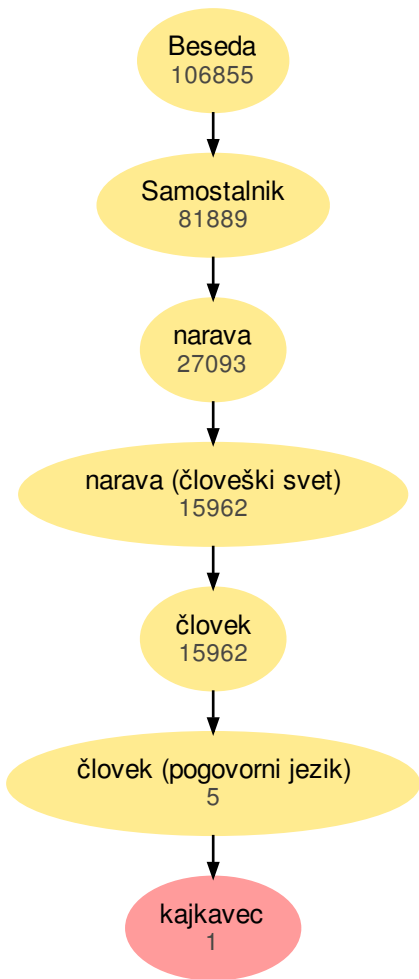 Beseda
106855
Samostalnik
81889
narava
27093
narava (človeški svet)
15962
človek
15962
človek (pogovorni jezik)
5
kajkavec
1